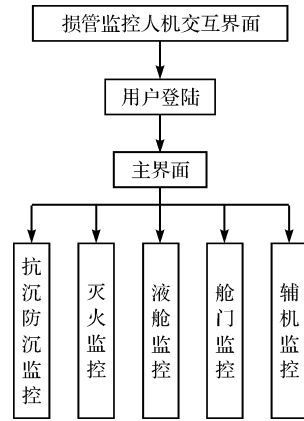 损管监控人机交互界面
用户登陆
主界面
抗沉防沉监控
灭火监控
液舱监控
舱门监控
辅机监控